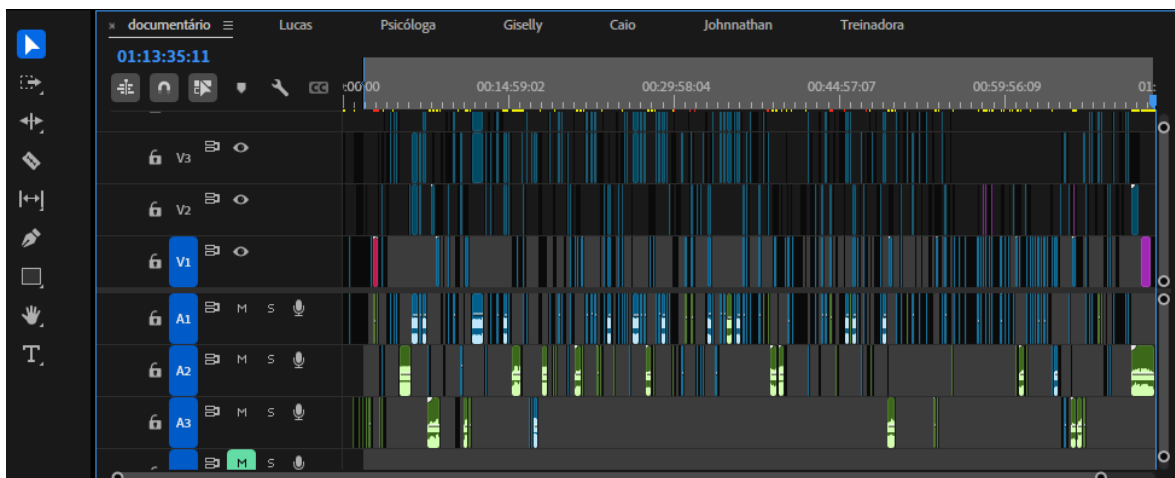 × documentário ☰ Lucas Psicóloga Giselly Caio Johnnathan Treinadora
01:13:35:11
CC :00:00 00:14:59:02 00:29:58:04 00:44:57:07 00:59:56:09 01:
V3
V2
V1
A1 M S
A2 M S
A3 M S
M S
T